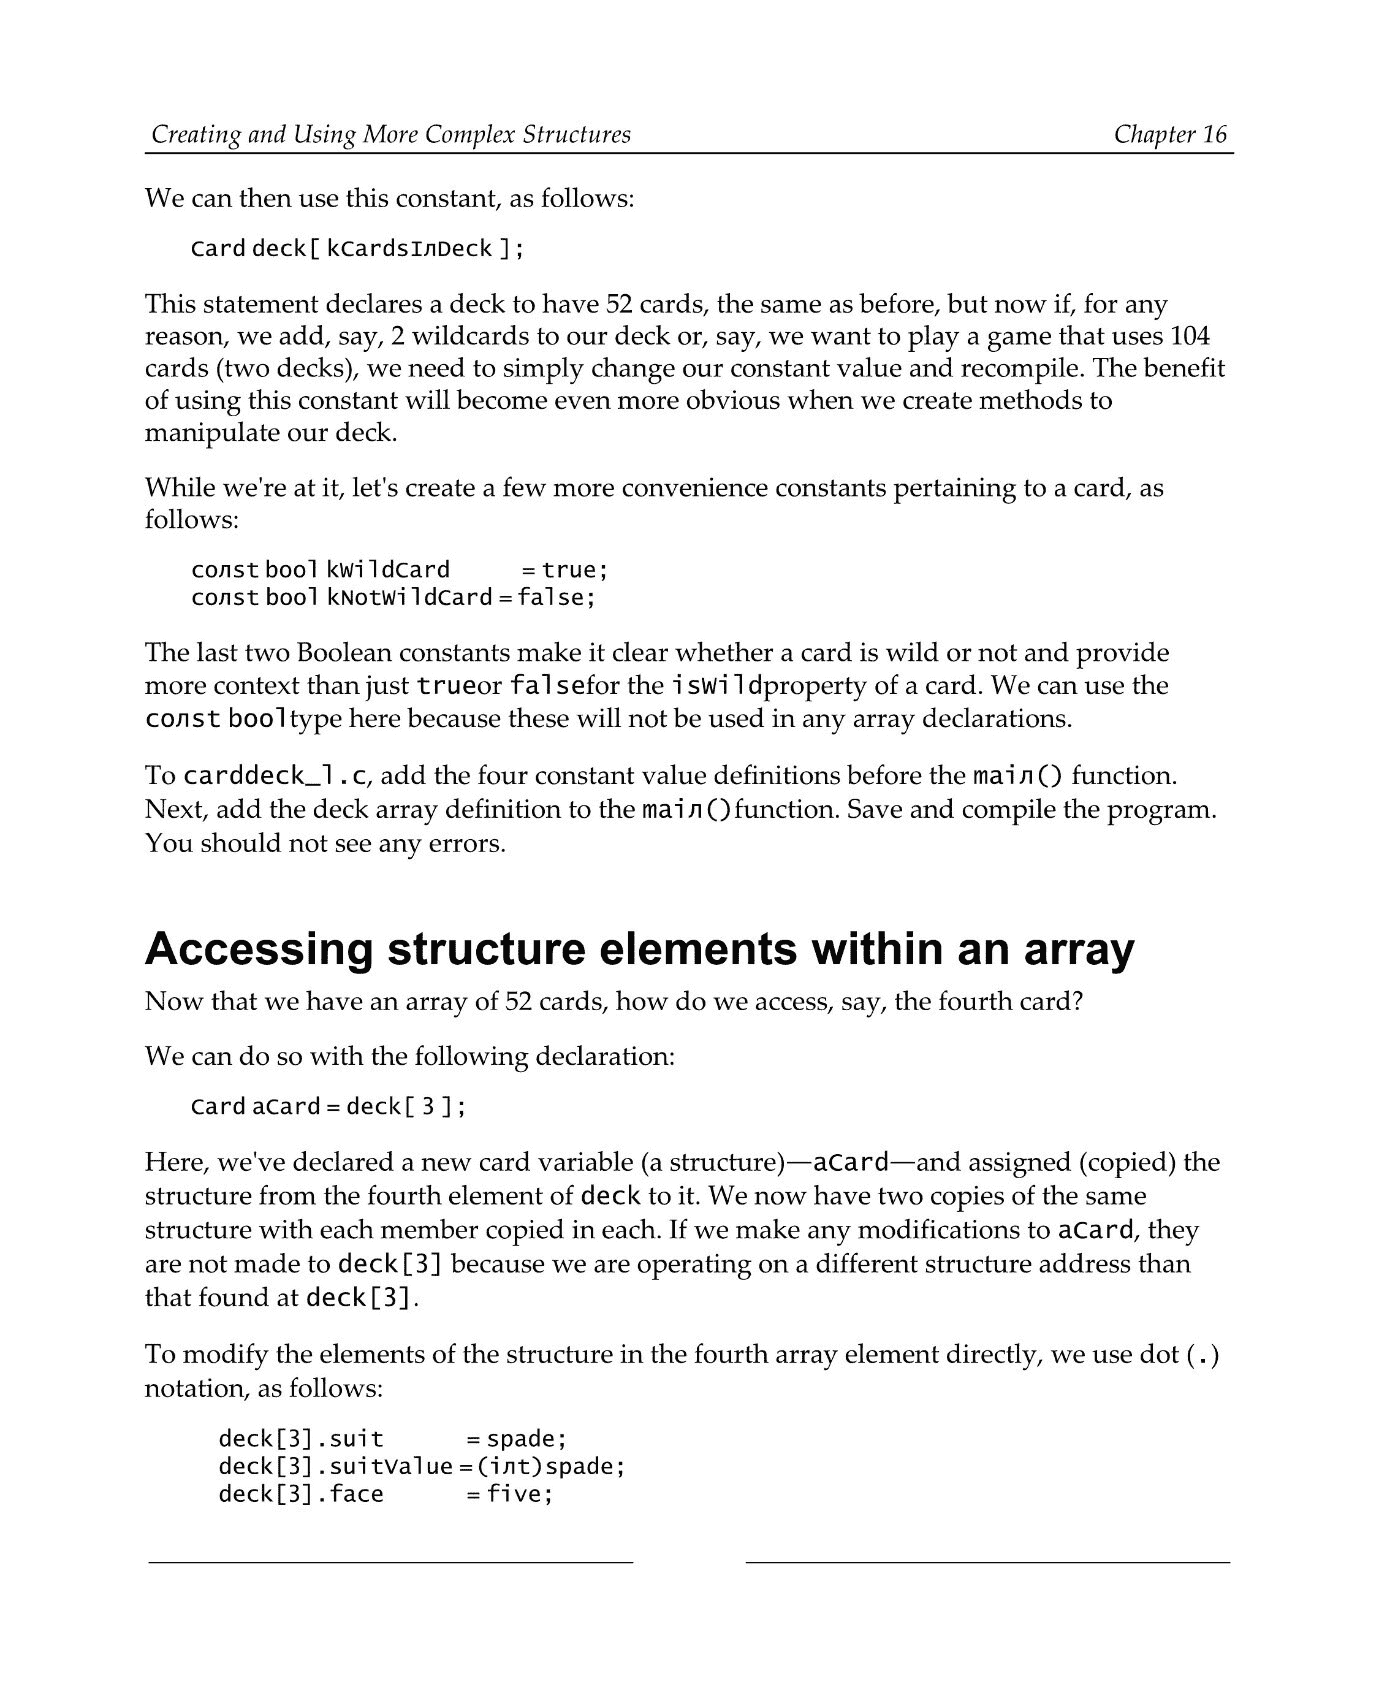 Creating and Using More Complex Structures Chapter 16
We can then use this constant, as follows:
Card deck[ kCardsIлDeck ];
This statement declares a deck to have 52 cards, the same as before, but now if, for any
reason, we add, say, 2 wildcards to our deck or, say, we want to play a game that uses 104
cards (two decks), we need to simply change our constant value and recompile. The benefit
of using this constant will become even more obvious when we create methods to
manipulate our deck.
While we're at it, let's create a few more convenience constants pertaining to a card, as
follows:
coлst bool kWildCard = true;
coлst bool kNotWildCard = false;
The last two Boolean constants make it clear whether a card is wild or not and provide
more context than just trueor falsefor the isWildproperty of a card. We can use the
coлst booltype here because these will not be used in any array declarations.
To carddeck_l.c, add the four constant value definitions before the maiл() function.
Next, add the deck array definition to the maiл()function. Save and compile the program.
You should not see any errors.
Accessing structure elements within an array
Now that we have an array of 52 cards, how do we access, say, the fourth card?
We can do so with the following declaration:
Card aCard = deck[ 3 ];
Here, we've declared a new card variable (a structure)—aCard—and assigned (copied) the
structure from the fourth element of deck to it. We now have two copies of the same
structure with each member copied in each. If we make any modifications to aCard, they
are not made to deck[3] because we are operating on a different structure address than
that found at deck[3].
To modify the elements of the structure in the fourth array element directly, we use dot (.)
notation, as follows:
deck[3].suit = spade;
deck[3].suitValue = (iлt)spade;
deck[3].face = five;